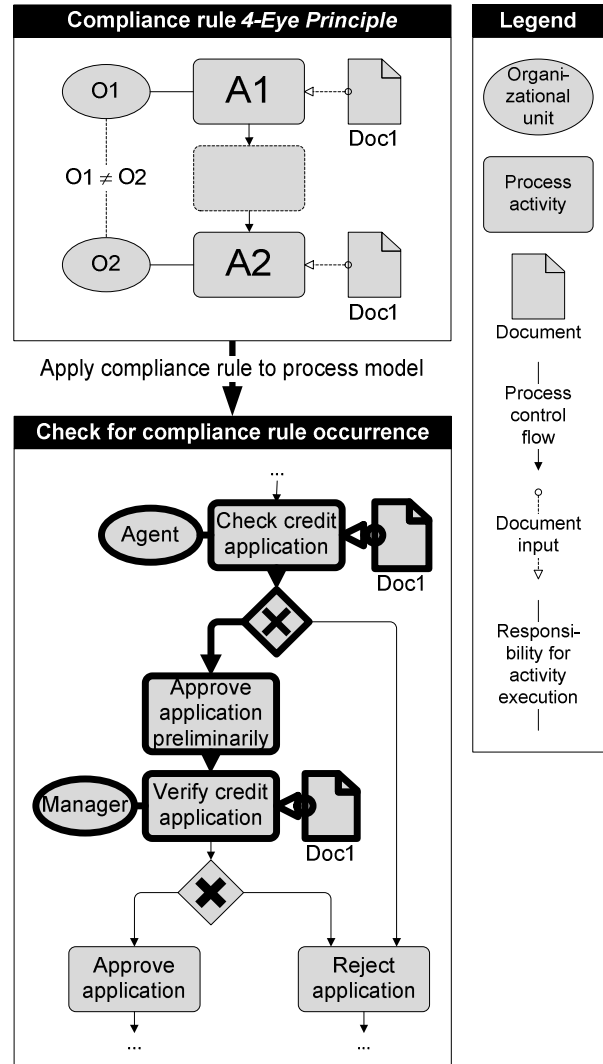 Compliance rule 4-Eye Principle
O1
A1
Doc1
O1 ≠ O2
O2
A2
Doc1
Apply compliance rule to process model
Check for compliance rule occurrence
...
Agent
Check credit
application
Doc1
Approve
application
preliminarily
Manager
Verify credit
application
Doc1
Approve
application
Reject
application
...
...
Legend
Organi-
zational
unit
Process
activity
Document
Process
control
flow
Document
input
Responsi-
bility for
activity
execution